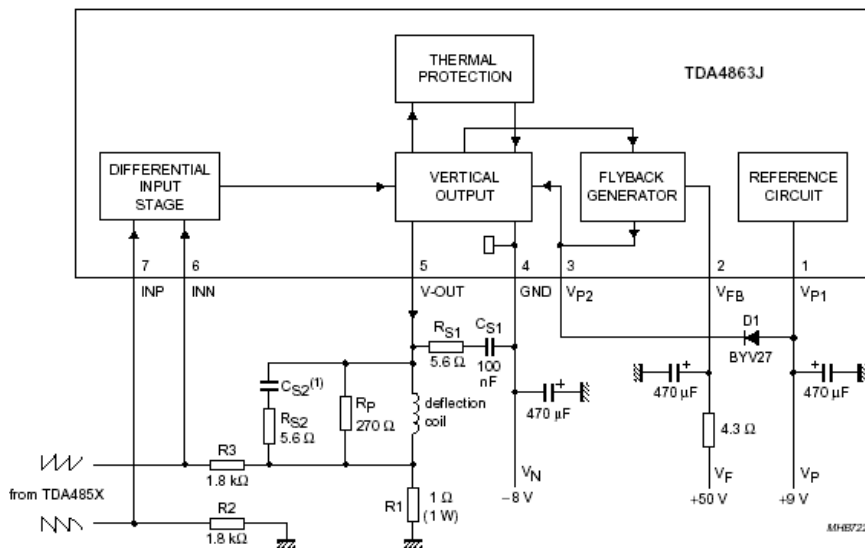 THERMAL
PROTECTION
TDA4863J
DIFFERENTIAL
INPUT
STAGE
VERTICAL
OUTPUT
FLYBACK
GENERATOR
REFERENCE
CIRCUIT
7
6
5
4
3
2
1
INP
INN
V-OUT
GND
VP2
VFB
VP1
RS1
5.6 Ω
CS1
100
nF
D1
BYV27
CS2(1)
RS2
5.6 Ω
RP
270 Ω
deflection
coil
+
470 μF
+
470 μF
+
470 μF
4.3 Ω
R3
1.8 kΩ
from TDA485X
R2
1.8 kΩ
R1
1 Ω
(1 W)
VN
−8 V
VF
+50 V
VP
+9 V
MHB722